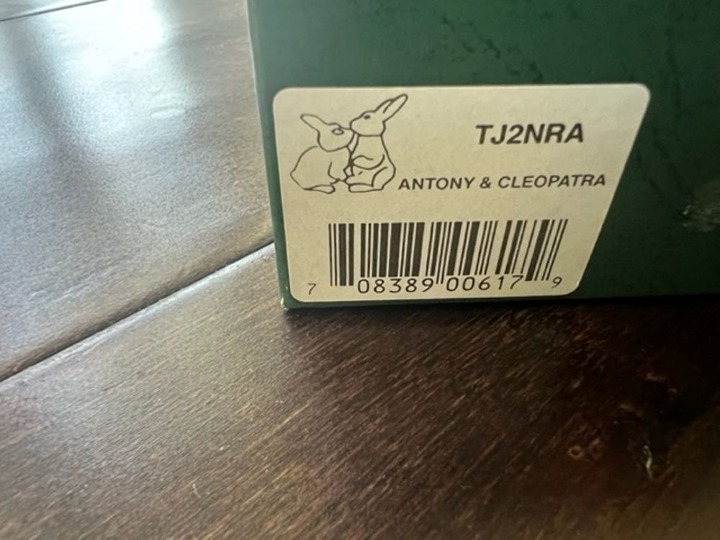 TJ2NRA
ANTONY & CLEOPATRA
7 08389 00617 9